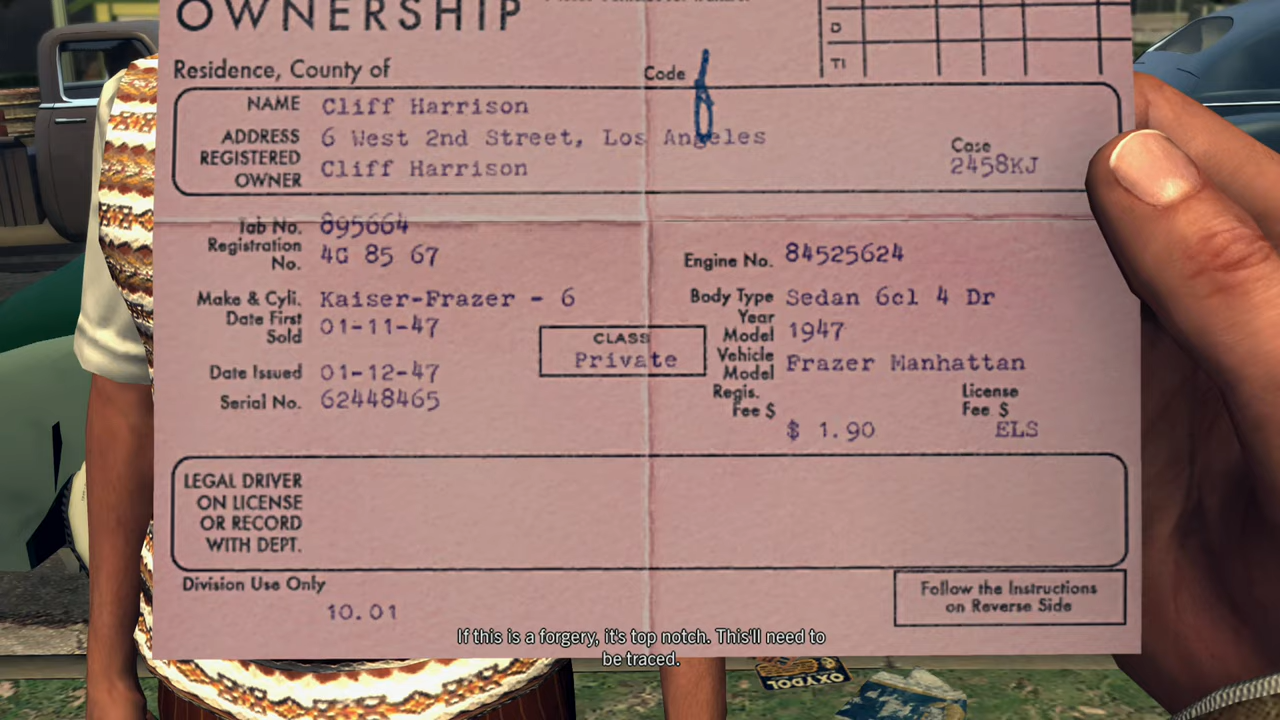 OWNERSHIP
D
TI
Residence, County of
Code
NAME Cliff Harrison
ADDRESS 6 West 2nd Street, Los Angeles
REGISTERED OWNER Cliff Harrison
Case
2458KJ
Tab No. 895664
Registration No. 4G 85 67
Engine No. 84525624
Make & Cyli. Kaiser-Frazer - 6
Body Type Sedan 6cl 4 Dr
Date First Sold 01-11-47
Year Model 1947
CLASS
Private
Vehicle Model Frazer Manhattan
Date Issued 01-12-47
Serial No. 62448465
Regis. Fee $ $ 1.90
License Fee $ ELS
LEGAL DRIVER
ON LICENSE
OR RECORD
WITH DEPT.
Division Use Only
10.01
Follow the Instructions
on Reverse Side
If this is a forgery, it's top notch. This'll need to
be traced.
OXYDOL